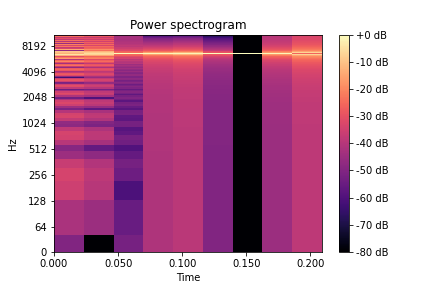 Power spectrogram
8192
4096
2048
1024
512
256
128
64
0
Hz
0.000 0.050 0.100 0.150 0.200
Time
+0 dB
-10 dB
-20 dB
-30 dB
-40 dB
-50 dB
-60 dB
-70 dB
-80 dB